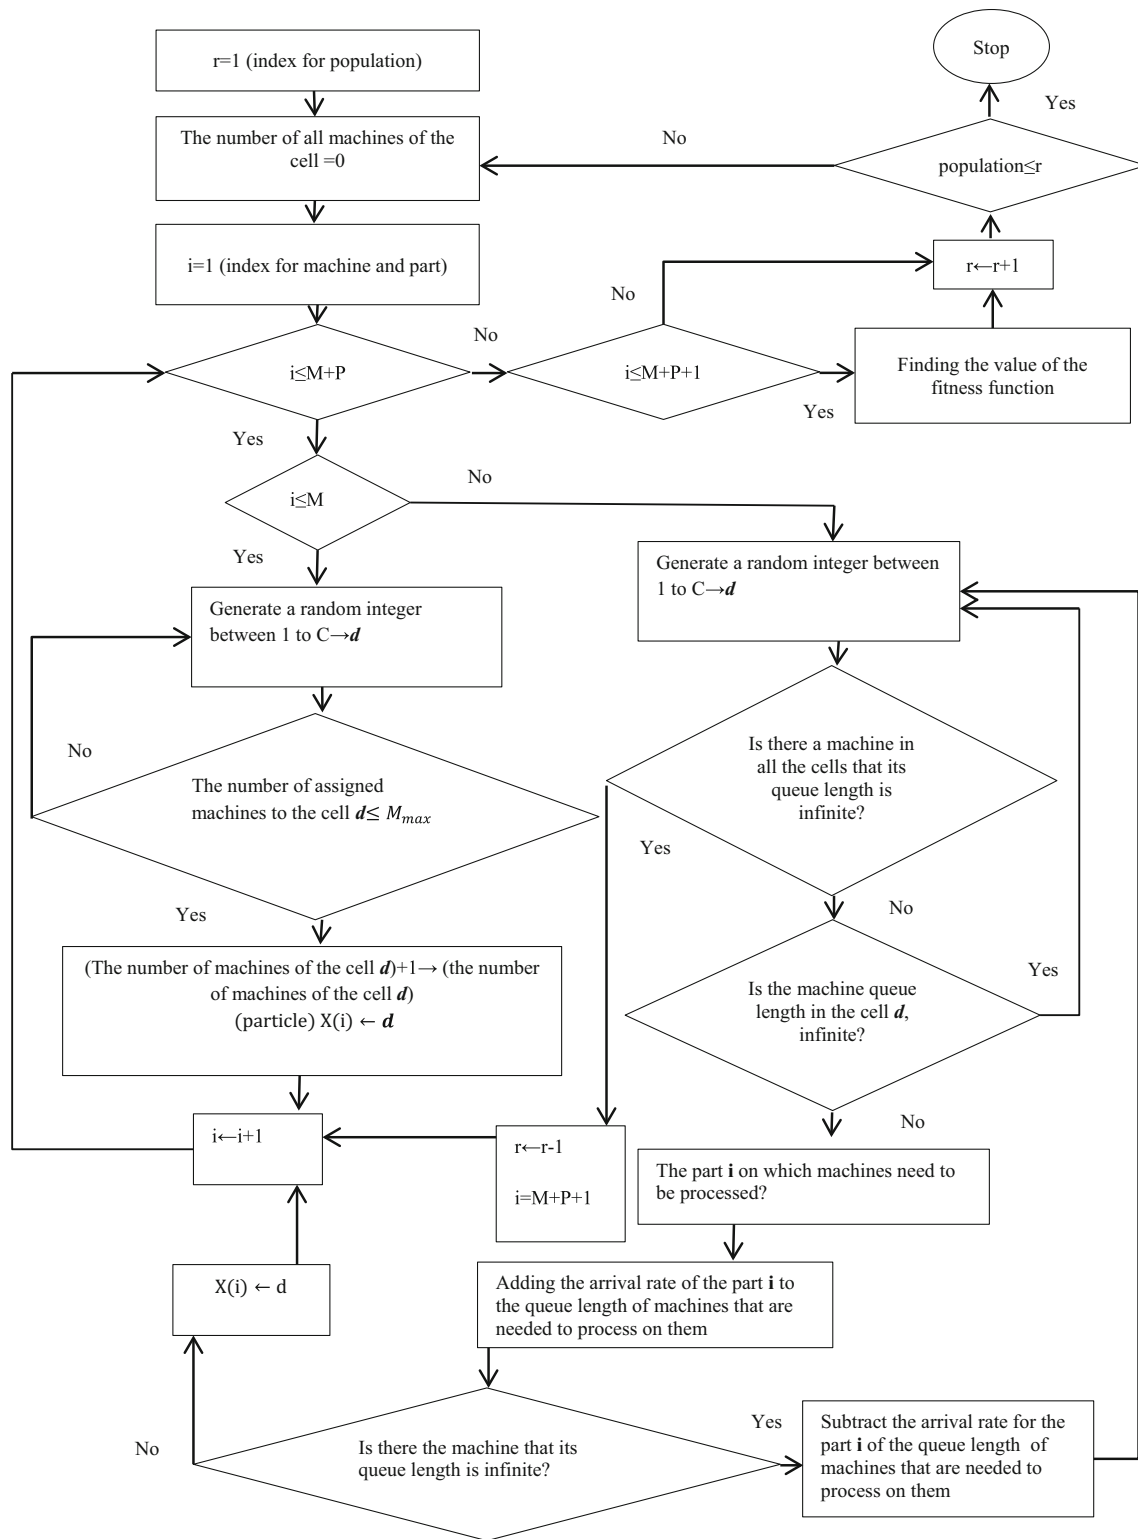 r=1 (index for population)
Stop
Yes
The number of all machines of the
cell =0
No
population≤r
i=1 (index for machine and part)
r←r+1
No
No
i≤M+P
i≤M+P+1
Finding the value of the
fitness function
Yes
Yes
i≤M
No
Yes
Generate a random integer between
1 to C→d
Generate a random integer
between 1 to C→d
No
Is there a machine in
all the cells that its
queue length is
infinite?
The number of assigned
machines to the cell d≤ M_max
Yes
Yes
No
(The number of machines of the cell d)+1→ (the number
of machines of the cell d)
(particle) X(i) ← d
Is the machine queue
length in the cell d,
infinite?
Yes
No
i←i+1
r←r-1
i=M+P+1
The part i on which machines need to
be processed?
X(i) ← d
Adding the arrival rate of the part i to
the queue length of machines that are
needed to process on them
No
Is there the machine that its
queue length is infinite?
Yes
Subtract the arrival rate for the
part i of the queue length of
machines that are needed to
process on them